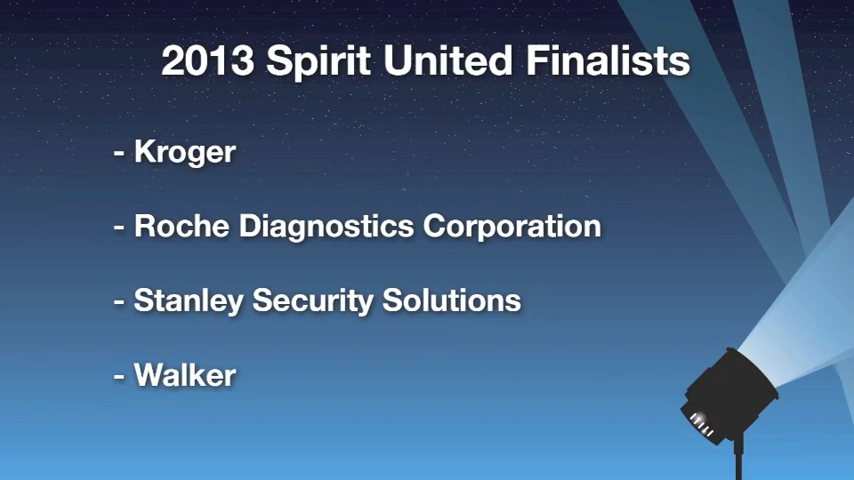 2013 Spirit United Finalists
- Kroger
- Roche Diagnostics Corporation
- Stanley Security Solutions
- Walker